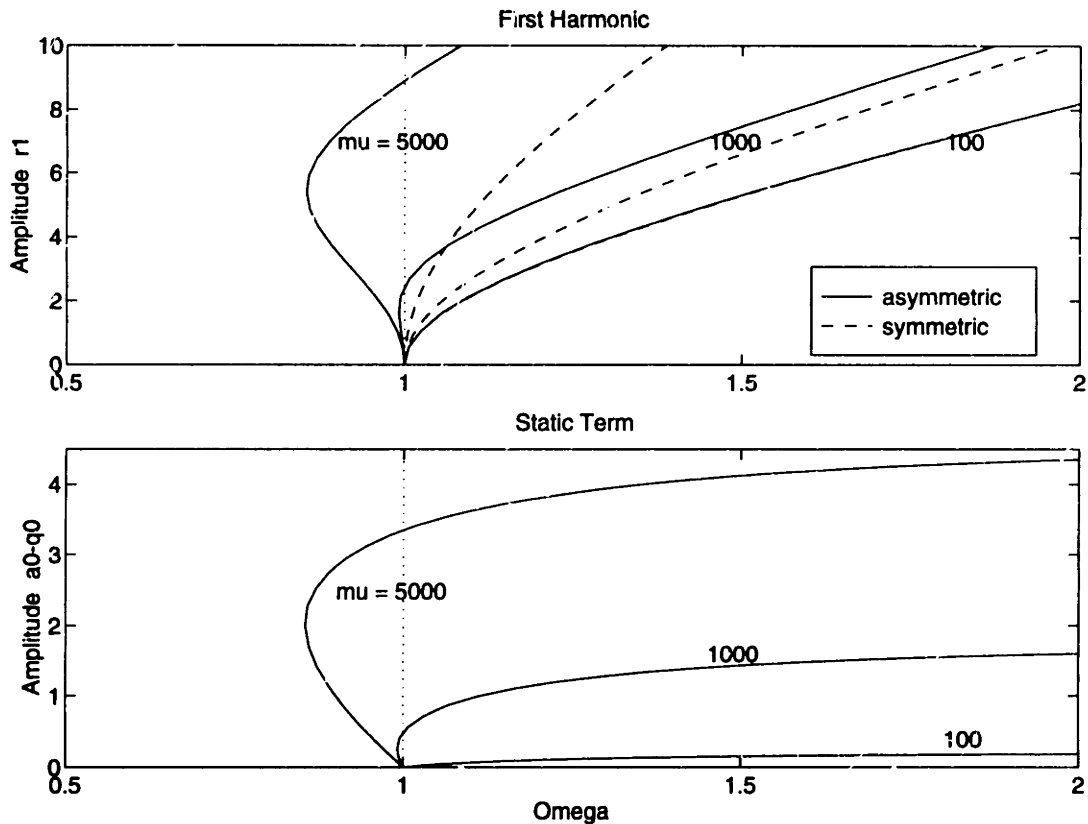 First Harmonic
10
8
6
4
2
0
Amplitude r1
mu = 5000
1000
100
asymmetric
symmetric
0.5
1
1.5
2
Static Term
4
3
2
1
0
Amplitude a0-q0
mu = 5000
1000
100
0.5
1
1.5
2
Omega